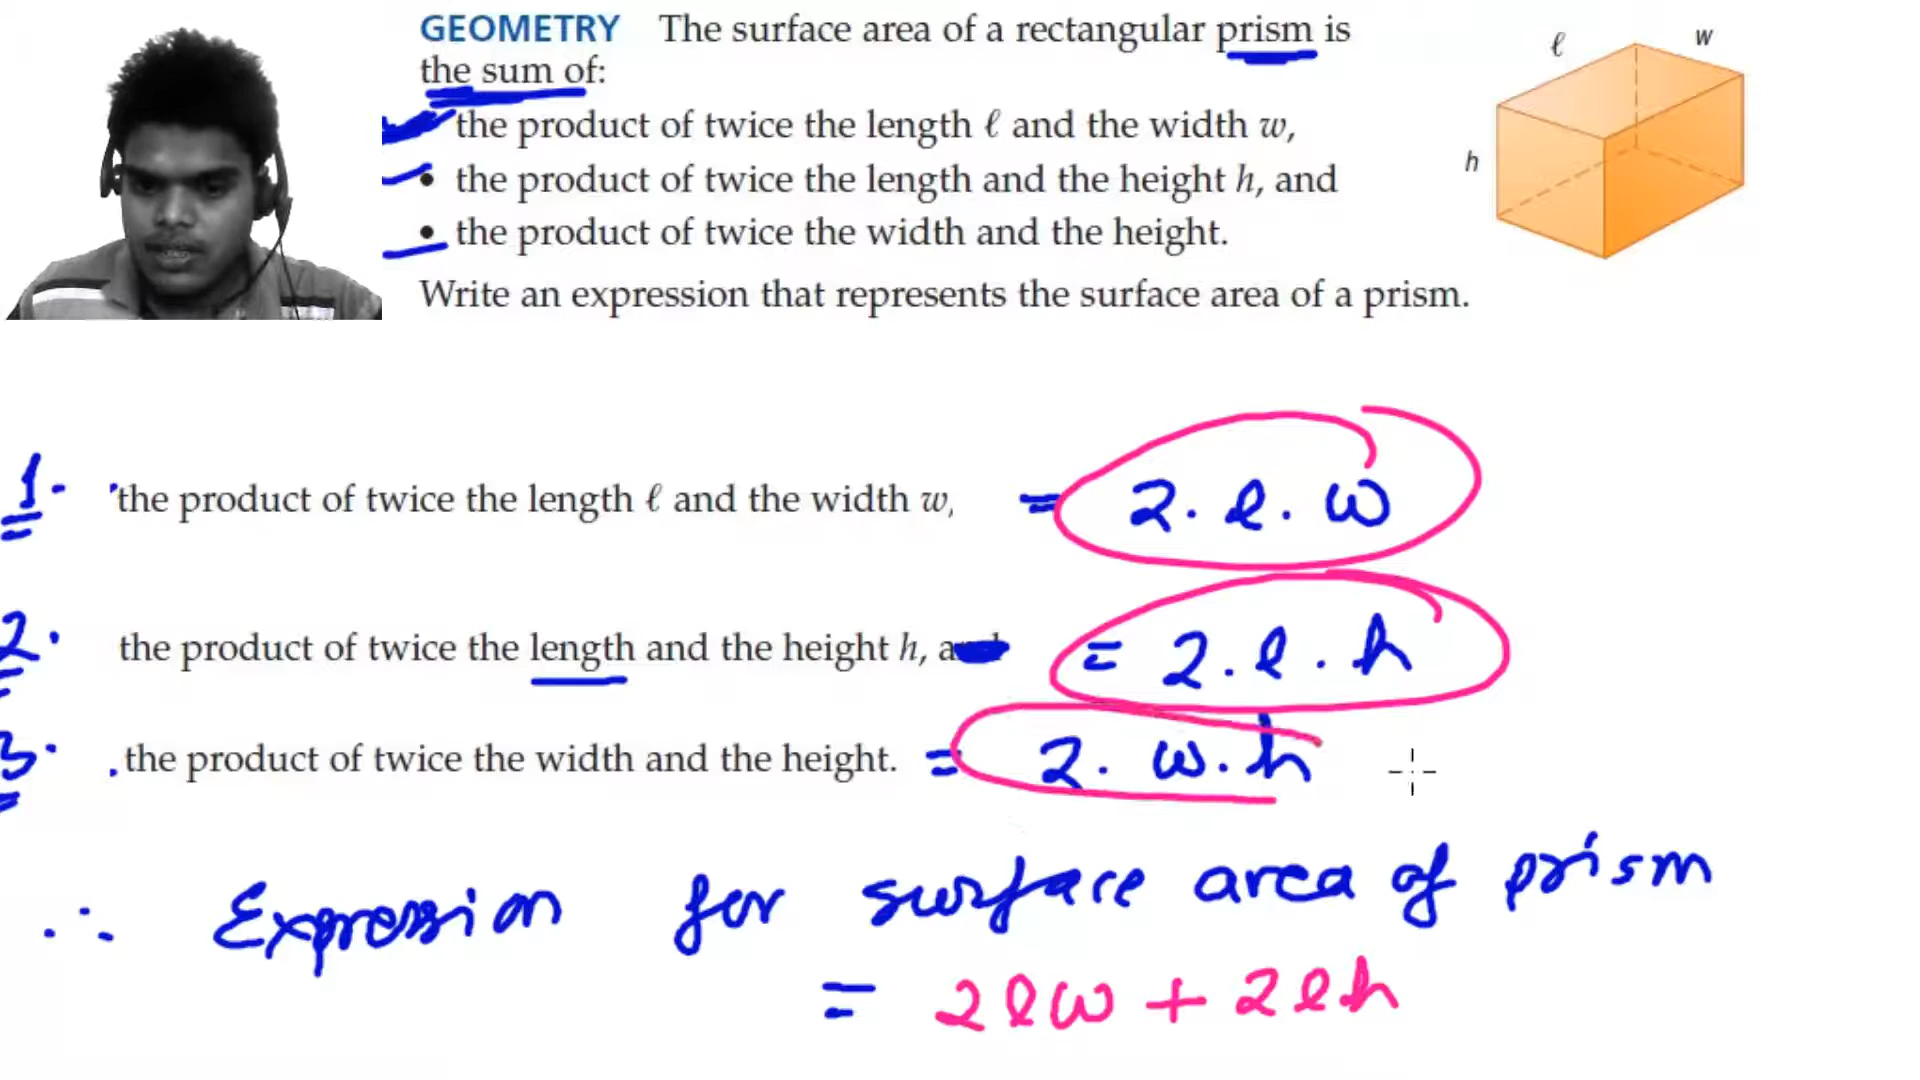 GEOMETRY The surface area of a rectangular prism is
the sum of:
the product of twice the length ℓ and the width w,
• the product of twice the length and the height h, and
• the product of twice the width and the height.
Write an expression that represents the surface area of a prism.
ℓ
w
h
1. the product of twice the length ℓ and the width w, = 2 . l . w
2. the product of twice the length and the height h, and = 2 . l . h
3. the product of twice the width and the height. = 2 . w . h
∴ Expression for surface area of prism
= 2lw + 2lh